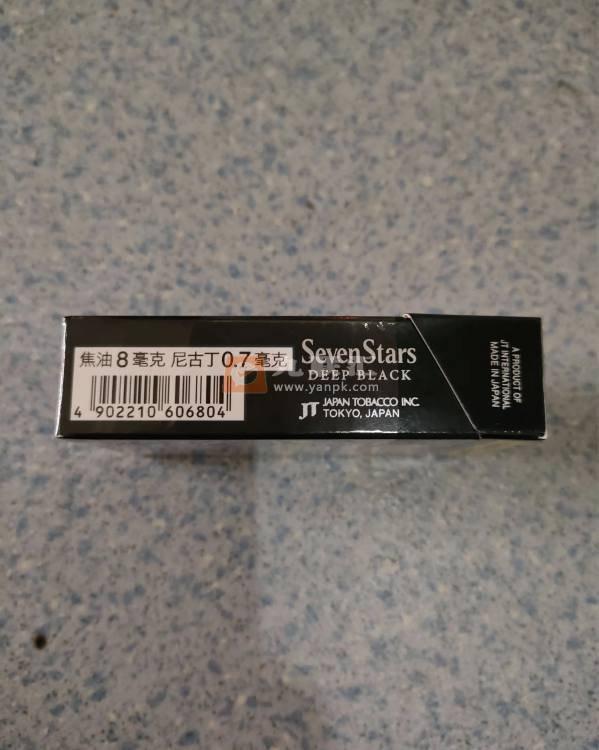 焦油8毫克 尼古丁0.7毫克
4 902210 606804
SevenStars
DEEP BLACK
www.yanpk.com
JT JAPAN TOBACCO INC.
TOKYO, JAPAN
A PRODUCT OF
JT INTERNATIONAL
MADE IN JAPAN